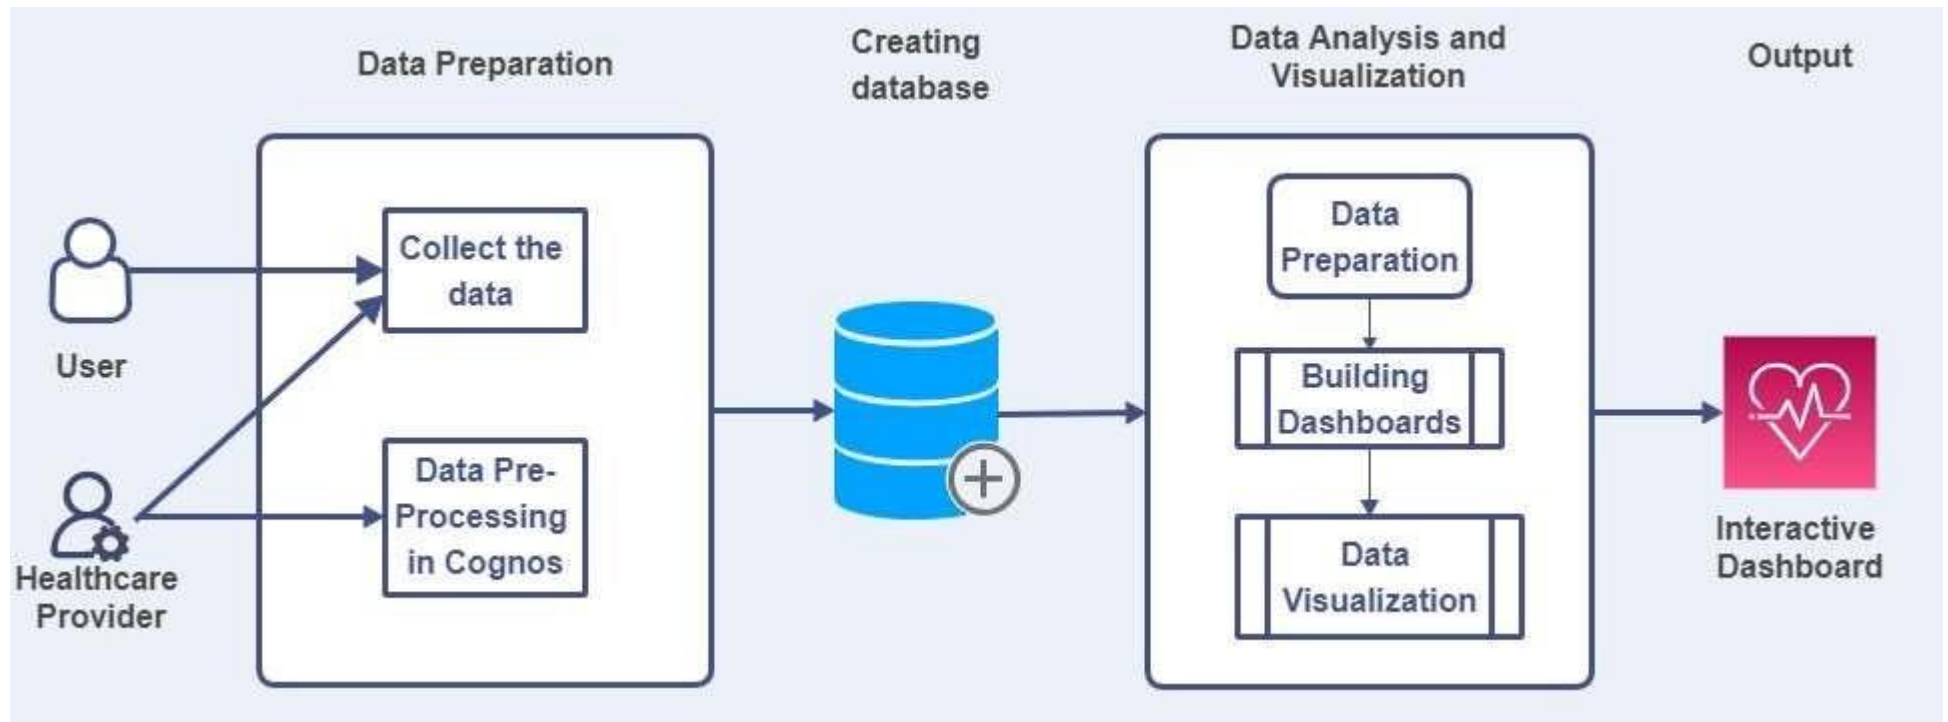 Data Preparation
Creating
database
Data Analysis and
Visualization
Output
User
Healthcare
Provider
Collect the
data
Data Pre-
Processing
in Cognos
Data
Preparation
Building
Dashboards
Data
Visualization
Interactive
Dashboard